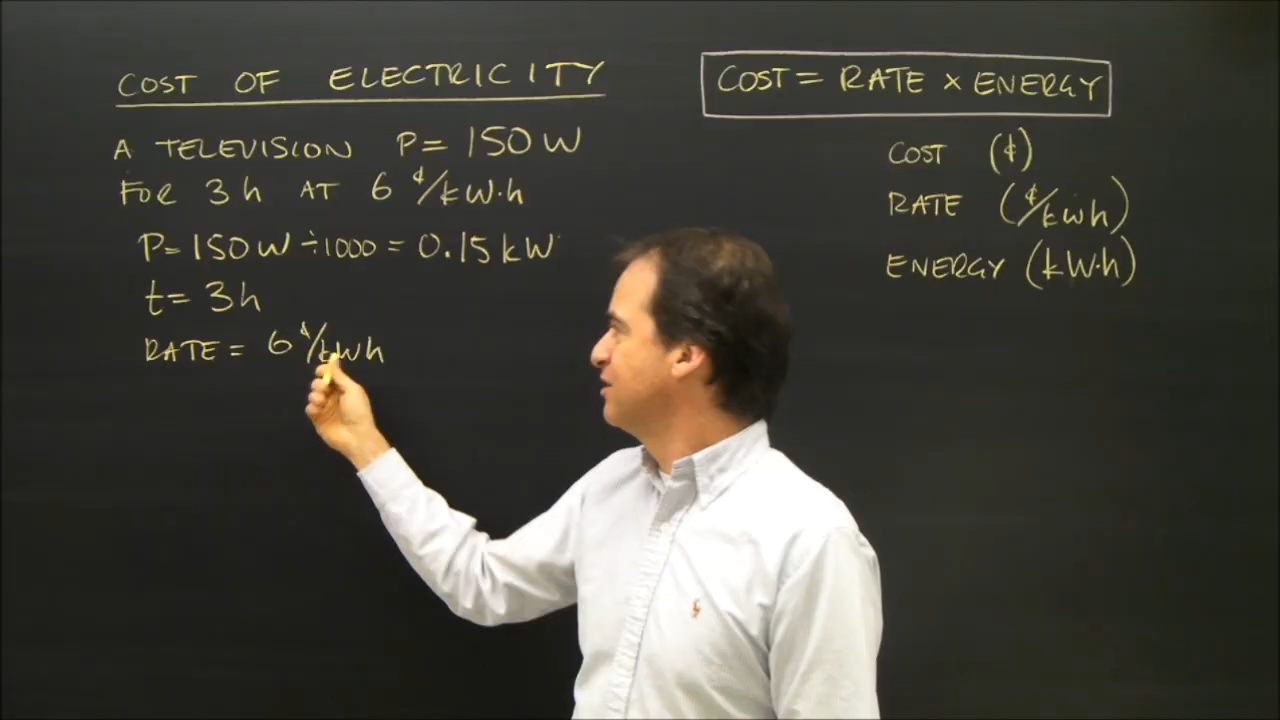 COST OF ELECTRICITY
A TELEVISION P = 150 W
FOR 3 h AT 6 ¢/kW·h
P = 150 W ÷ 1000 = 0.15 kW
t = 3h
RATE = 6 ¢/kWh
COST = RATE × ENERGY
COST (¢)
RATE (¢/kWh)
ENERGY (kW·h)